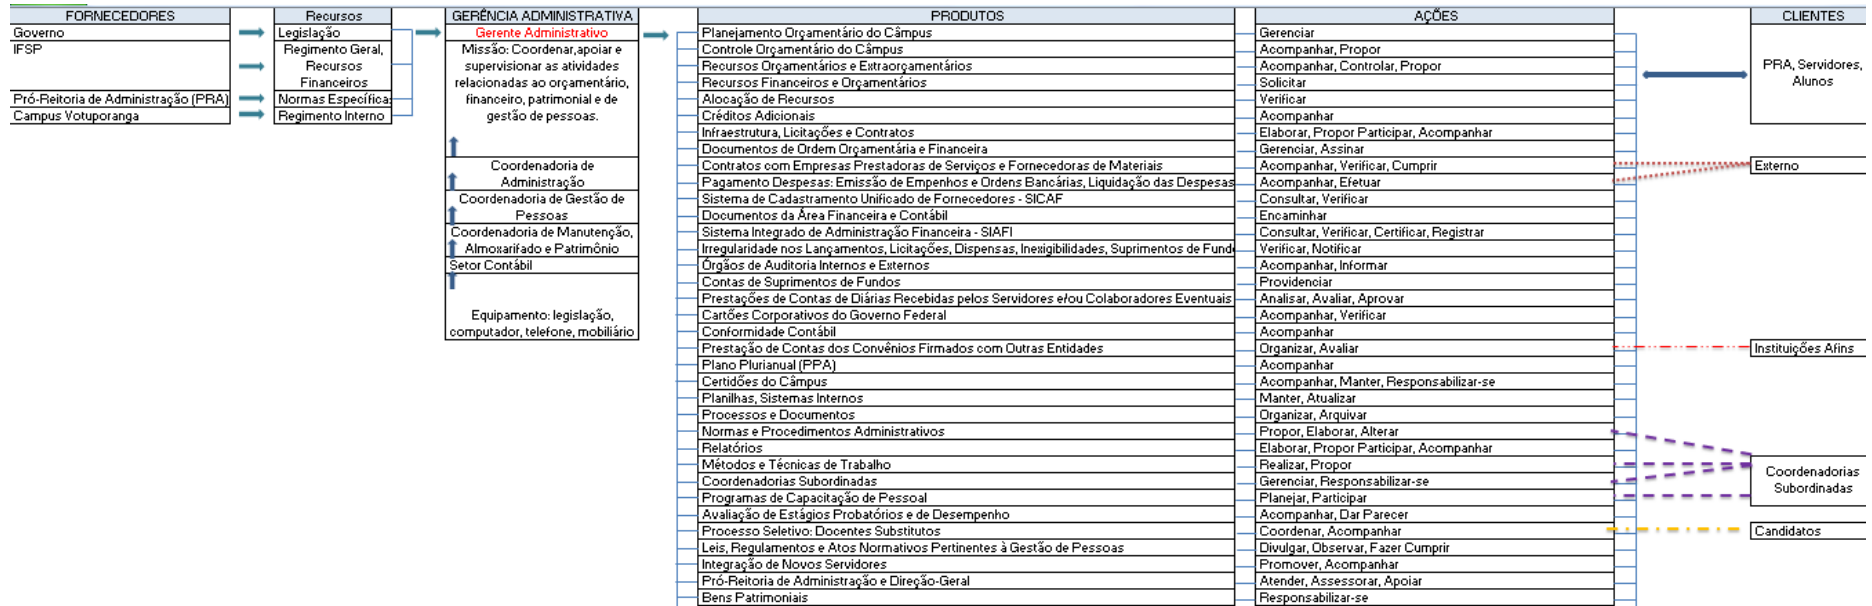 FORNECEDORES
Governo
IFSP
Pró-Reitoria de Administração (PRA)
Campus Votuporanga
Recursos
Legislação
Regimento Geral,
Recursos
Financeiros
Normas Específica
Regimento Interno
GERÊNCIA ADMINISTRATIVA
Gerente Administrativo
Missão: Coordenar,apoiar e
supervisionar as atividades
relacionadas ao orçamentário,
financeiro, patrimonial e de
gestão de pessoas.
Coordenadoria de
Administração
Coordenadoria de Gestão de
Pessoas
Coordenadoria de Manutenção,
Almoxarifado e Patrimônio
Setor Contábil
Equipamento: legislação,
computador, telefone, mobiliário
PRODUTOS
Planejamento Orçamentário do Câmpus
Controle Orçamentário do Câmpus
Recursos Orçamentários e Extraorçamentários
Recursos Financeiros e Orçamentários
Alocação de Recursos
Créditos Adicionais
Infraestrutura, Licitações e Contratos
Documentos de Ordem Orçamentária e Financeira
Contratos com Empresas Prestadoras de Serviços e Fornecedoras de Materiais
Pagamento Despesas: Emissão de Empenhos e Ordens Bancárias, Liquidação das Despesas
Sistema de Cadastramento Unificado de Fornecedores - SICAF
Documentos da Área Financeira e Contábil
Sistema Integrado de Administração Financeira - SIAFI
Irregularidade nos Lançamentos, Licitações, Dispensas, Inexigibilidades, Suprimentos de Fund
Órgãos de Auditoria Internos e Externos
Contas de Suprimentos de Fundos
Prestações de Contas de Diárias Recebidas pelos Servidores e/ou Colaboradores Eventuais
Cartões Corporativos do Governo Federal
Conformidade Contábil
Prestação de Contas dos Convênios Firmados com Outras Entidades
Plano Plurianual (PPA)
Certidões do Câmpus
Planilhas, Sistemas Internos
Processos e Documentos
Normas e Procedimentos Administrativos
Relatórios
Métodos e Técnicas de Trabalho
Coordenadorias Subordinadas
Programas de Capacitação de Pessoal
Avaliação de Estágios Probatórios e de Desempenho
Processo Seletivo: Docentes Substitutos
Leis, Regulamentos e Atos Normativos Pertinentes à Gestão de Pessoas
Integração de Novos Servidores
Pró-Reitoria de Administração e Direção-Geral
Bens Patrimoniais
AÇÕES
Gerenciar
Acompanhar, Propor
Acompanhar, Controlar, Propor
Solicitar
Verificar
Acompanhar
Elaborar, Propor Participar, Acompanhar
Gerenciar, Assinar
Acompanhar, Verificar, Cumprir
Acompanhar, Efetuar
Consultar, Verificar
Encaminhar
Consultar, Verificar, Certificar, Registrar
Verificar, Notificar
Acompanhar, Informar
Providenciar
Analisar, Avaliar, Aprovar
Acompanhar, Verificar
Acompanhar
Organizar, Avaliar
Acompanhar
Acompanhar, Manter, Responsabilizar-se
Manter, Atualizar
Organizar, Arquivar
Propor, Elaborar, Alterar
Elaborar, Propor Participar, Acompanhar
Realizar, Propor
Gerenciar, Responsabilizar-se
Planejar, Participar
Acompanhar, Dar Parecer
Coordenar, Acompanhar
Divulgar, Observar, Fazer Cumprir
Promover, Acompanhar
Atender, Assessorar, Apoiar
Responsabilizar-se
CLIENTES
PRA, Servidores,
Alunos
Externo
Instituições Afins
Coordenadorias
Subordinadas
Candidatos